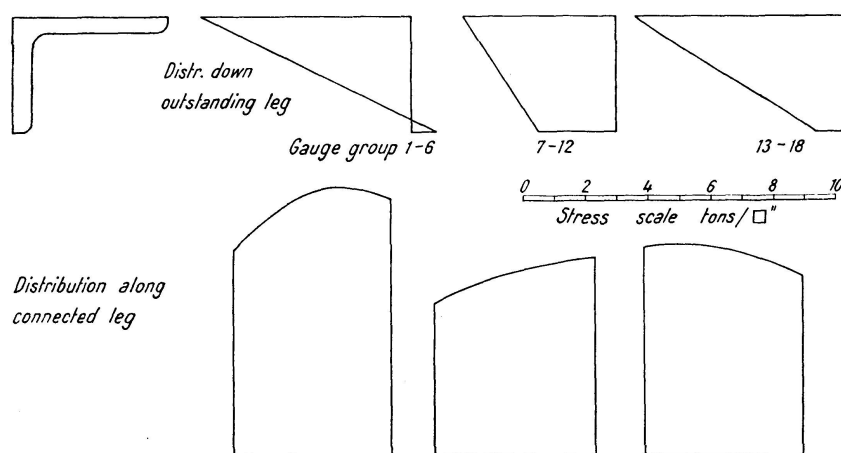 Distr. down
outstanding leg
Gauge group 1-6
7-12
13-18
0 2 4 6 8 10
Stress scale tons/□"
Distribution along
connected leg